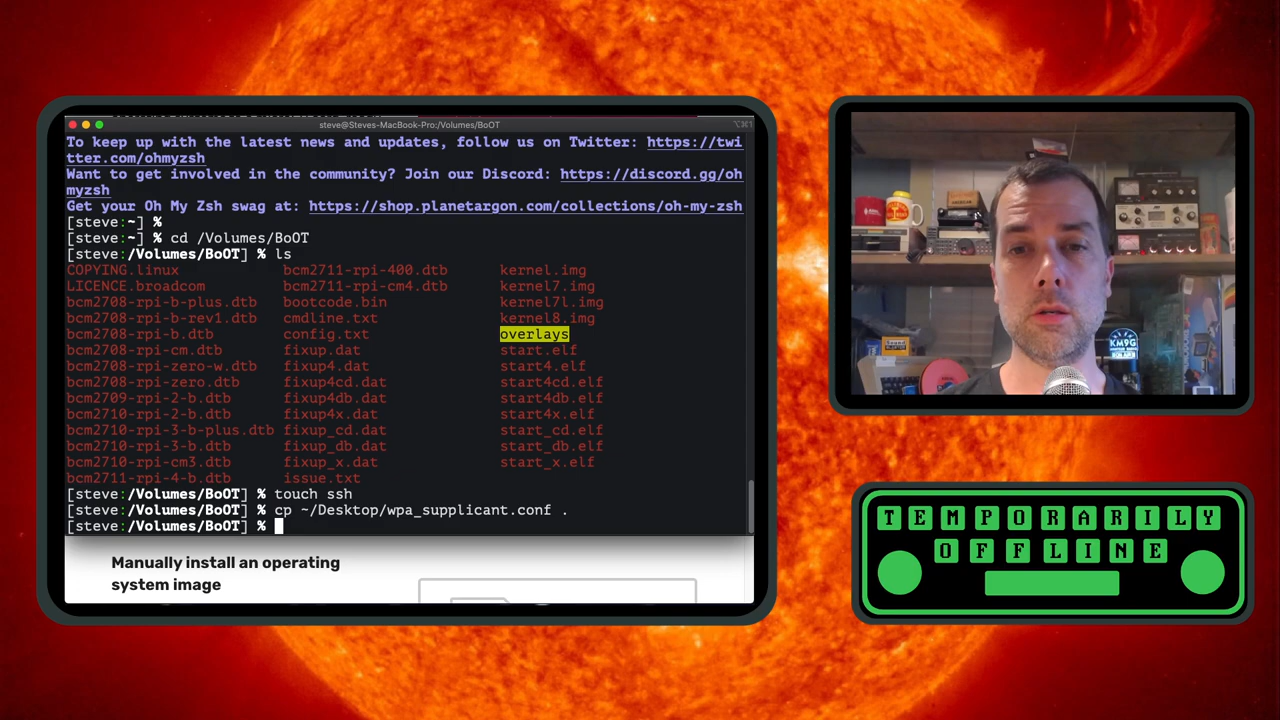 steve@Steves-MacBook-Pro:/Volumes/BoOT
⌥⌘1
To keep up with the latest news and updates, follow us on Twitter: https://twi
tter.com/ohmyzsh
Want to get involved in the community? Join our Discord: https://discord.gg/oh
myzsh
Get your Oh My Zsh swag at: https://shop.planetargon.com/collections/oh-my-zsh
[steve:~] %
[steve:~] % cd /Volumes/BoOT
[steve:/Volumes/BoOT] % ls
COPYING.linux bcm2711-rpi-400.dtb kernel.img
LICENCE.broadcom bcm2711-rpi-cm4.dtb kernel7.img
bcm2708-rpi-b-plus.dtb bootcode.bin kernel7l.img
bcm2708-rpi-b-rev1.dtb cmdline.txt kernel8.img
bcm2708-rpi-b.dtb config.txt overlays
bcm2708-rpi-cm.dtb fixup.dat start.elf
bcm2708-rpi-zero-w.dtb fixup4.dat start4.elf
bcm2708-rpi-zero.dtb fixup4cd.dat start4cd.elf
bcm2709-rpi-2-b.dtb fixup4db.dat start4db.elf
bcm2710-rpi-2-b.dtb fixup4x.dat start4x.elf
bcm2710-rpi-3-b-plus.dtb fixup_cd.dat start_cd.elf
bcm2710-rpi-3-b.dtb fixup_db.dat start_db.elf
bcm2710-rpi-cm3.dtb fixup_x.dat start_x.elf
bcm2711-rpi-4-b.dtb issue.txt
[steve:/Volumes/BoOT] % touch ssh
[steve:/Volumes/BoOT] % cp ~/Desktop/wpa_supplicant.conf .
[steve:/Volumes/BoOT] %
Manually install an operating
system image
KM9G
TEMPORARILY
OFFLINE